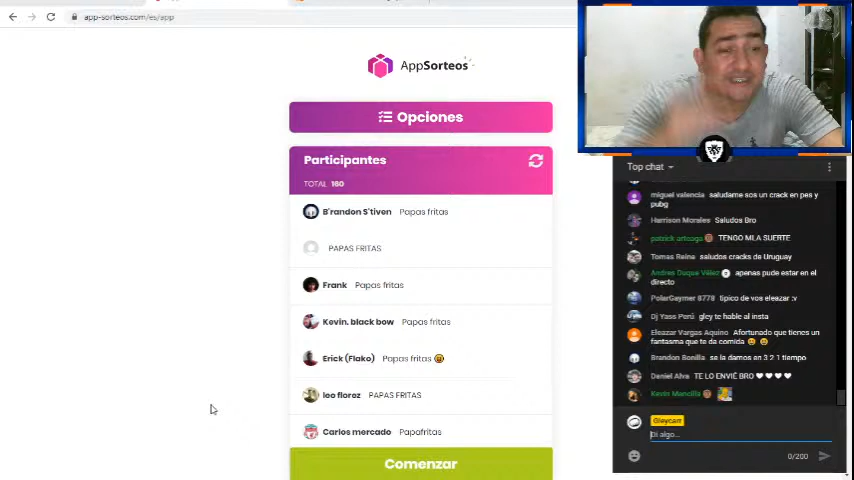 app-sorteos.com/es/app
AppSorteos
Opciones
Participantes
TOTAL 160
B'randon S'tiven Papas fritas
PAPAS FRITAS
Frank Papas fritas
Kevin. black bow Papas fritas
Erick (Flako) Papas fritas
leo florez PAPAS FRITAS
Carlos mercado Papafritas
Comenzar
Top chat
miguel valencia saludame sos un crack en pes y
pubg
Harrison Morales Saludos Bro
patrick arteaga TENGO MLA SUERTE
Tomas Reina saludos cracks de Uruguay
Andres Duque Vélez apenas pude estar en el
directo
PolarGaymer 8778 tipico de vos eleazar :v
Dj Yass Perú gley te hable al insta
Eleazar Vargas Aquino Afortunado que tienes un
fantasma que te da comida
Brandon Bonilla se la damos en 3 2 1 tiempo
Daniel Alva TE LO ENVIÉ BRO ♥ ♥ ♥ ♥
Kevin Mancilla
Gleycarr
Di algo...
0/200